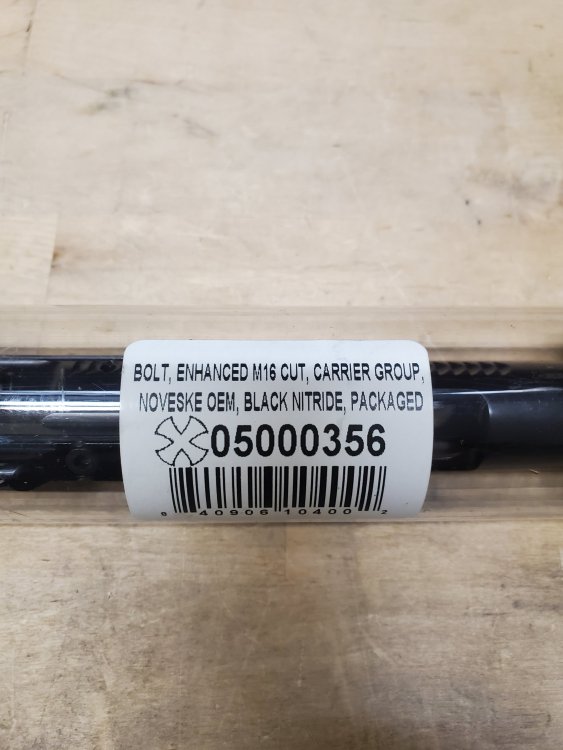 BOLT, ENHANCED M16 CUT, CARRIER GROUP,
NOVESKE OEM, BLACK NITRIDE, PACKAGED
05000356
8 40906 10400 2